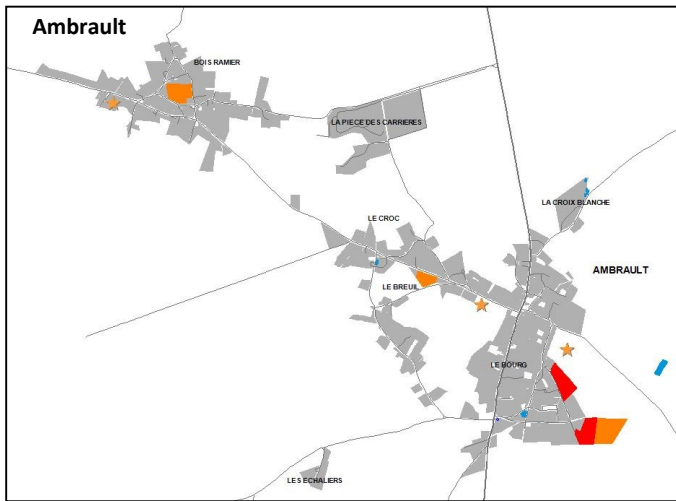 Ambrault
BOIS RAMIER
LA PIECE DES CARRIERES
LA CROIX BLANCHE
LE CROC
AMBRAULT
LE BREUIL
LE BOURG
LES ECHALIERS